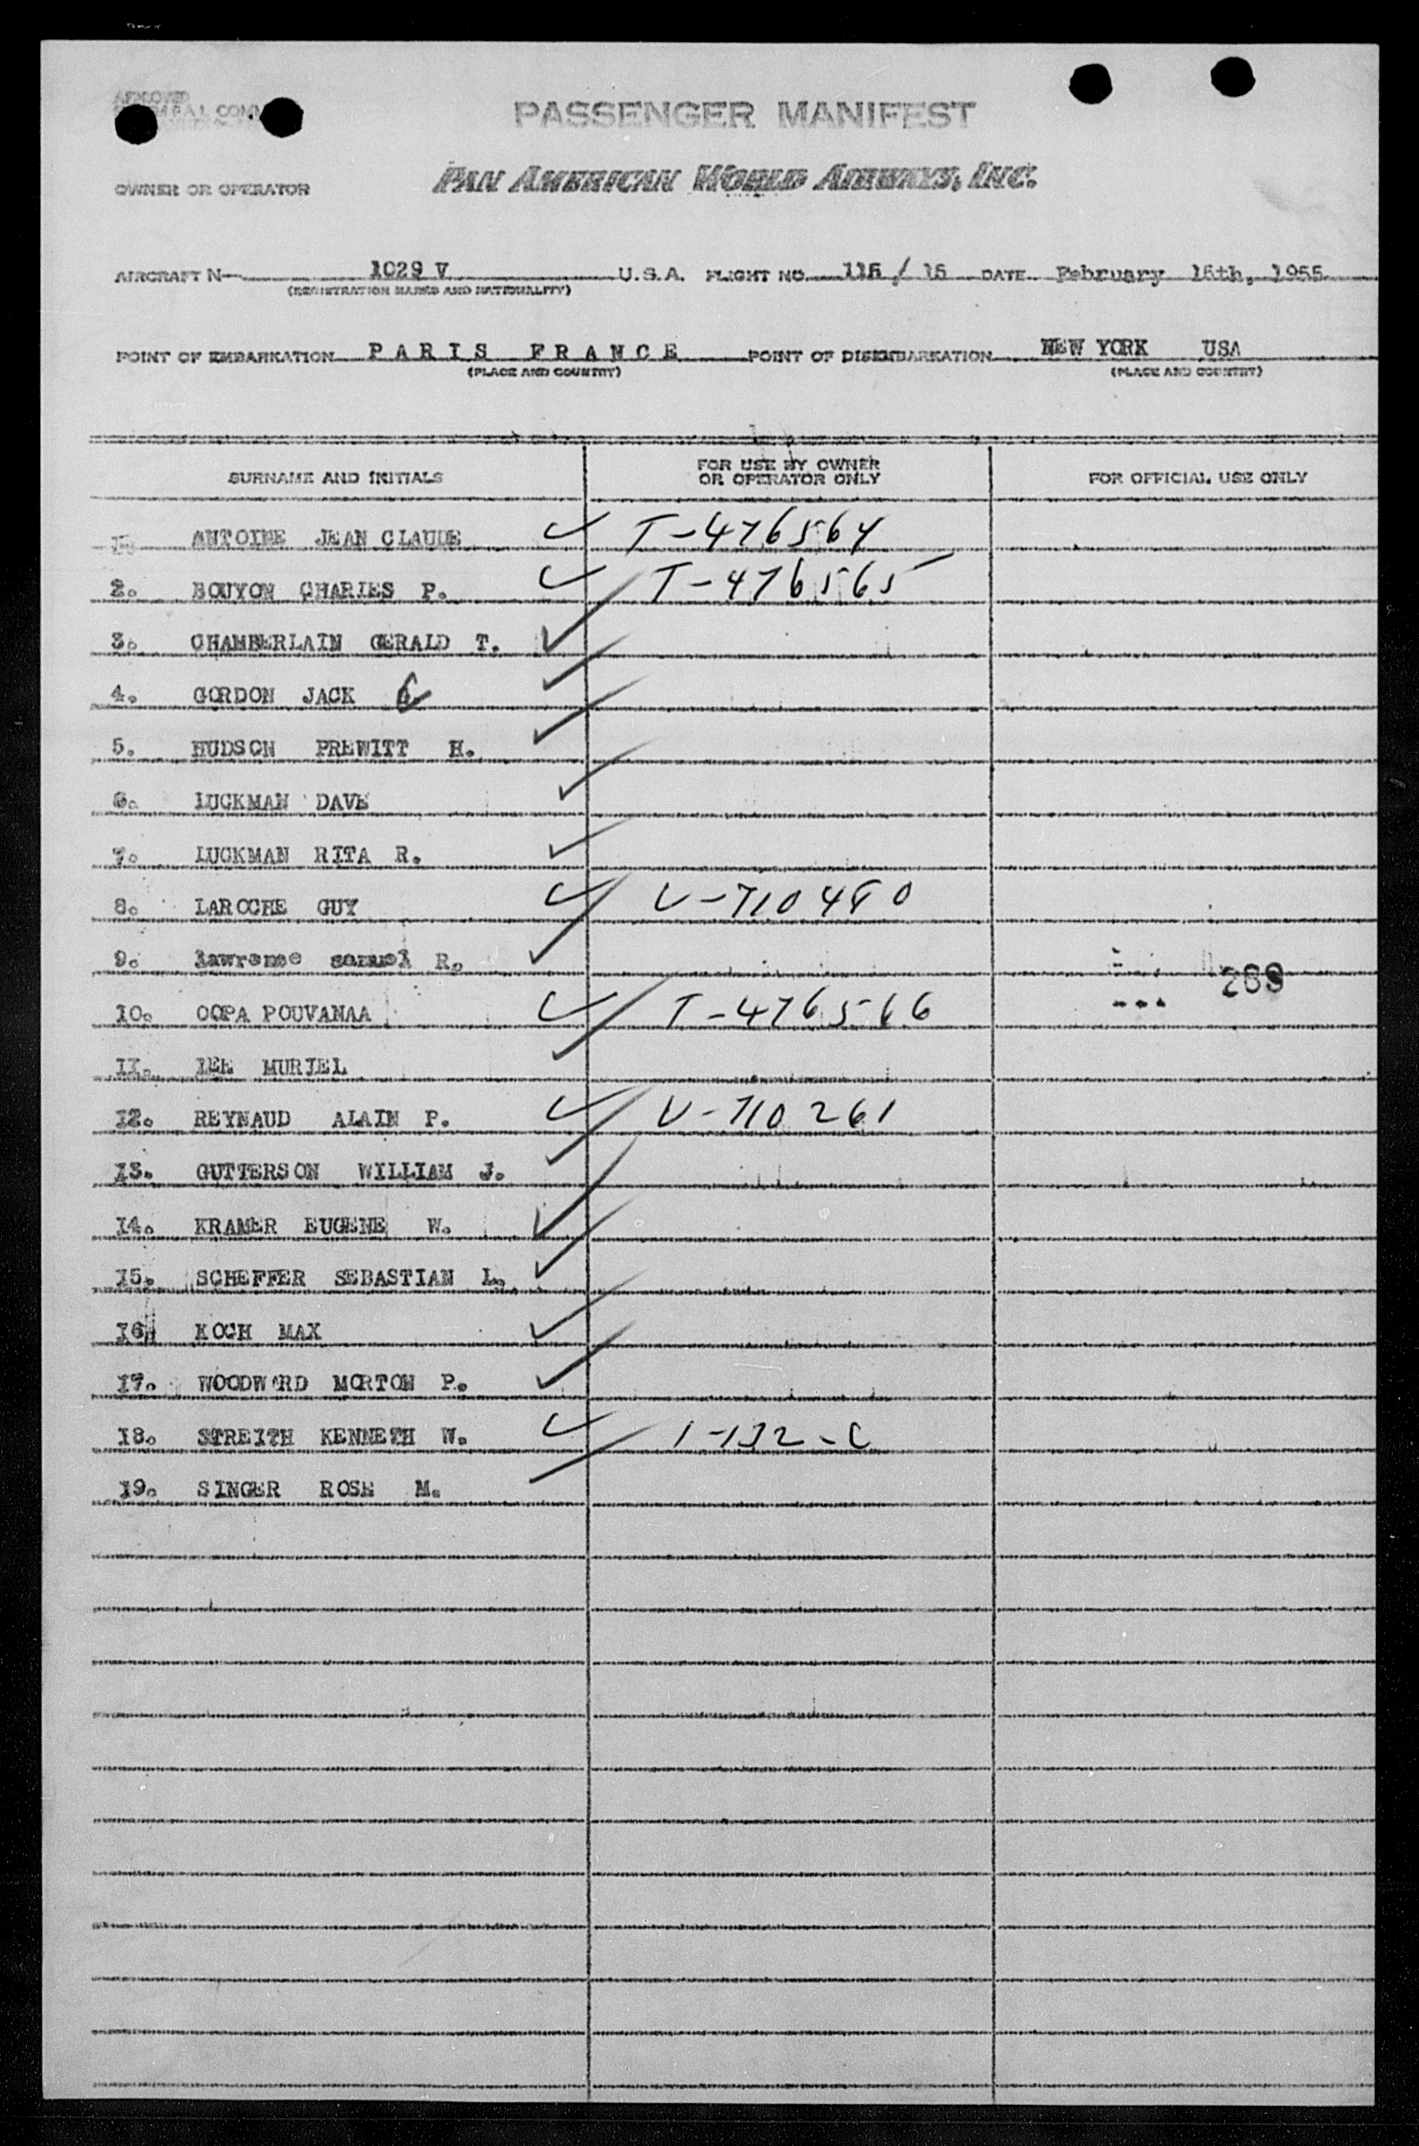 APPROVED
PASSENGER MANIFEST
OWNER OR OPERATOR PAN AMERICAN WORLD AIRWAYS, INC.
AIRCRAFT N- 1029 V U.S.A. FLIGHT NO. 115 / 15 DATE February 15th, 1955
(REGISTRATION MARKS AND NATIONALITY)
POINT OF EMBARKATION PARIS FRANCE POINT OF DISEMBARKATION NEW YORK USA
(PLACE AND COUNTRY) (PLACE AND COUNTRY)
SURNAME AND INITIALS FOR USE BY OWNER OR OPERATOR ONLY FOR OFFICIAL USE ONLY
ANTOINE JEAN CLAUDE T-476564
2. BOUYON CHARLES P. T-476565
3. CHAMBERLAIN GERALD T.
4. GORDON JACK
5. HUDSON PREWITT H.
6. LUCKMAN DAVE
7. LUCKMAN RITA R.
8. LAROCHE GUY V-710480
9. lawrence samuel R.
269
10. OOPA POUVANAA T-476566
11. LEE MURIEL
12. REYNAUD ALAIN P. V-710261
13. GUTTERSON WILLIAM J.
14. KRAMER EUGENE W.
15. SCHEFFER SEBASTIAN L.
16 KOCH MAX
17. WOODWARD MORTON P.
18. STREITH KENNETH W. 1-132-C
19. SINGER ROSE M.